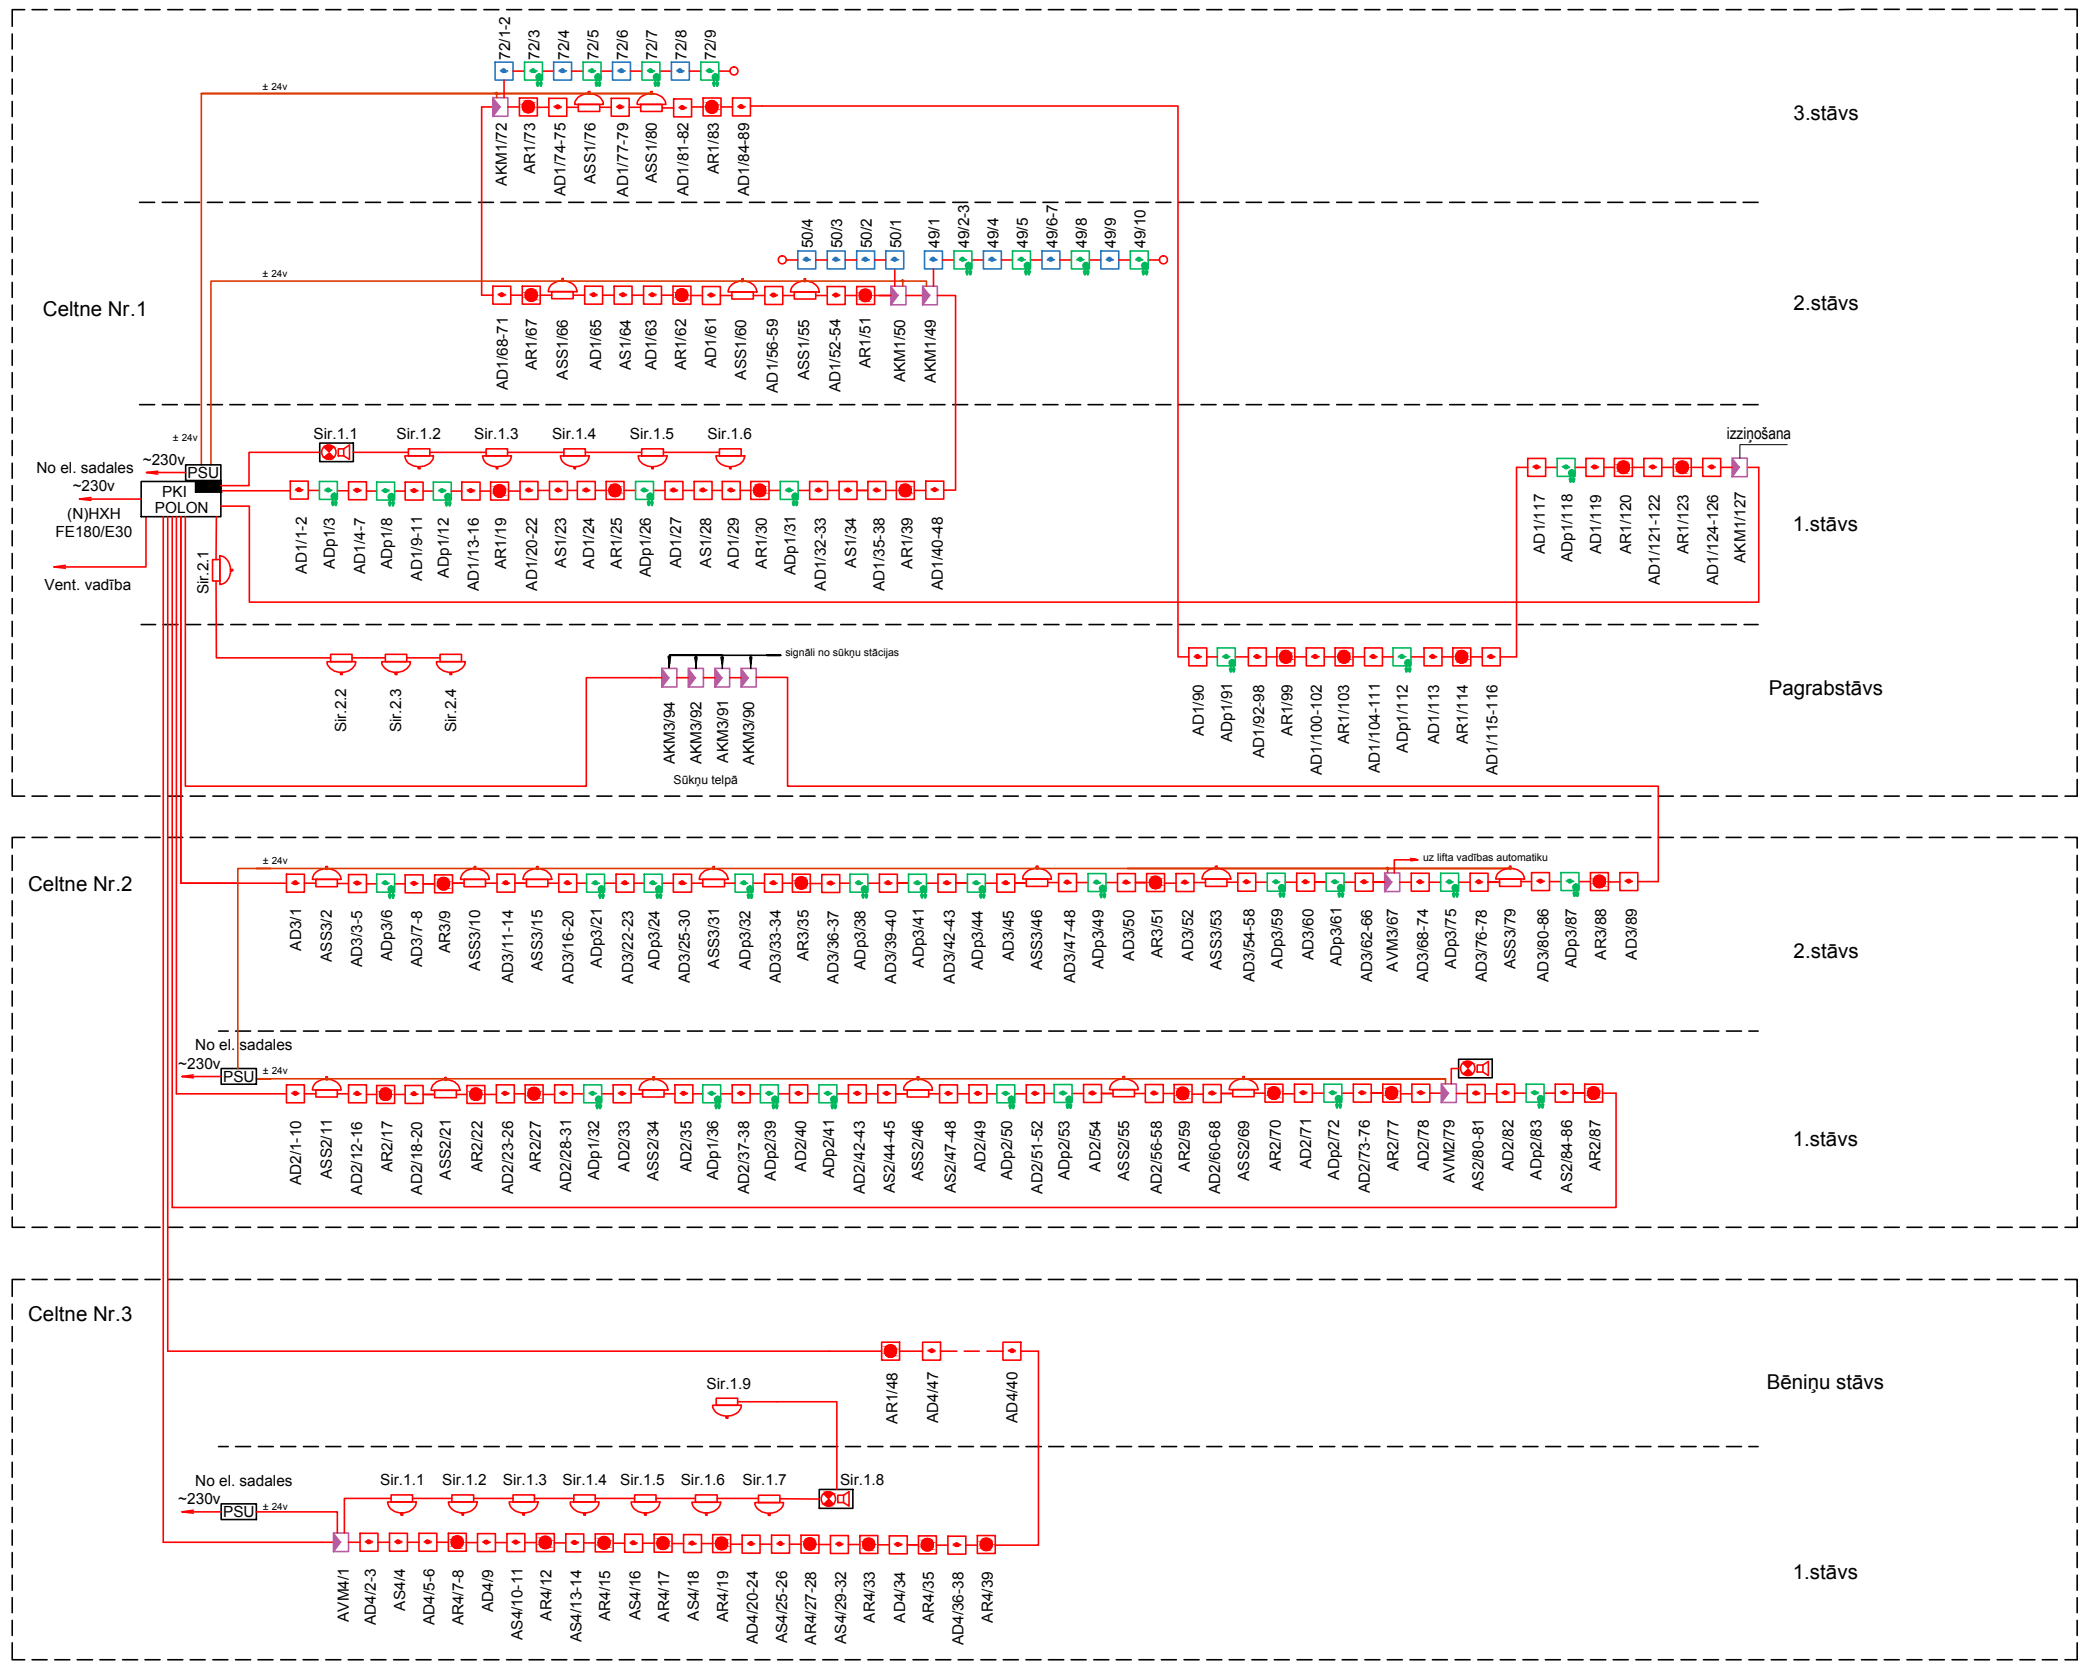 72/1-2
72/3
72/4
72/5
72/6
72/7
72/8
72/9
± 24v
AKM1/72
AR1/73
AD1/74-75
ASS1/76
AD1/77-79
ASS1/80
AD1/81-82
AR1/83
AD1/84-89
3.stāvs
50/4
50/3
50/2
50/1
49/1
49/2-3
49/4
49/5
49/6-7
49/8
49/9
49/10
± 24v
Celtne Nr.1
AD1/68-71
AR1/67
ASS1/66
AD1/65
AS1/64
AD1/63
AR1/62
AD1/61
ASS1/60
AD1/56-59
ASS1/55
AD1/52-54
AR1/51
AKM1/50
AKM1/49
2.stāvs
± 24v
Sir.1.1
Sir.1.2
Sir.1.3
Sir.1.4
Sir.1.5
Sir.1.6
izziņošana
No el. sadales
~230v
PSU
~230v
PKI
POLON
(N)HXH
FE180/E30
Vent. vadība
Sir.2.1
AD1/1-2
ADp1/3
AD1/4-7
ADp1/8
AD1/9-11
ADp1/12
AD1/13-16
AR1/19
AD1/20-22
AS1/23
AD1/24
AR1/25
ADp1/26
AD1/27
AS1/28
AD1/29
AR1/30
ADp1/31
AD1/32-33
AS1/34
AD1/35-38
AR1/39
AD1/40-48
AD1/117
ADp1/118
AD1/119
AR1/120
AD1/121-122
AR1/123
AD1/124-126
AKM1/127
1.stāvs
Sir.2.2
Sir.2.3
Sir.2.4
signāli no sūkņu stācijas
AKM3/94
AKM3/92
AKM3/91
AKM3/90
Sūkņu telpā
AD1/90
ADp1/91
AD1/92-98
AR1/99
AD1/100-102
AR1/103
AD1/104-111
ADp1/112
AD1/113
AR1/114
AD1/115-116
Pagrabstāvs
Celtne Nr.2
± 24v
uz lifta vadības automatiku
AD3/1
ASS3/2
AD3/3-5
ADp3/6
AD3/7-8
AR3/9
ASS3/10
AD3/11-14
ASS3/15
AD3/16-20
ADp3/21
AD3/22-23
ADp3/24
AD3/25-30
ASS3/31
ADp3/32
AD3/33-34
AR3/35
AD3/36-37
ADp3/38
AD3/39-40
ADp3/41
AD3/42-43
ADp3/44
AD3/45
ASS3/46
AD3/47-48
ADp3/49
AD3/50
AR3/51
AD3/52
ASS3/53
AD3/54-58
ADp3/59
AD3/60
ADp3/61
AD3/62-66
AVM3/67
AD3/68-74
ADp3/75
AD3/76-78
ASS3/79
AD3/80-86
ADp3/87
AR3/88
AD3/89
2.stāvs
No el. sadales
~230v
PSU
± 24v
AD2/1-10
ASS2/11
AD2/12-16
AR2/17
AD2/18-20
ASS2/21
AR2/22
AD2/23-26
AR2/27
AD2/28-31
ADp1/32
AD2/33
ASS2/34
AD2/35
ADp1/36
AD2/37-38
ADp2/39
AD2/40
ADp2/41
AD2/42-43
AS2/44-45
ASS2/46
AS2/47-48
AD2/49
ADp2/50
AD2/51-52
ADp2/53
AD2/54
ASS2/55
AD2/56-58
AR2/59
AD2/60-68
ASS2/69
AR2/70
AD2/71
ADp2/72
AD2/73-76
AR2/77
AD2/78
AVM2/79
AS2/80-81
AD2/82
ADp2/83
AS2/84-86
AR2/87
1.stāvs
Celtne Nr.3
AR1/48
AD4/47
AD4/40
Bēniņu stāvs
Sir.1.9
No el. sadales
~230v
PSU
± 24v
Sir.1.1
Sir.1.2
Sir.1.3
Sir.1.4
Sir.1.5
Sir.1.6
Sir.1.7
Sir.1.8
AVM4/1
AD4/2-3
AS4/4
AD4/5-6
AR4/7-8
AD4/9
AS4/10-11
AR4/12
AS4/13-14
AR4/15
AS4/16
AR4/17
AS4/18
AR4/19
AD4/20-24
AS4/25-26
AR4/27-28
AS4/29-32
AR4/33
AD4/34
AR4/35
AD4/36-38
AR4/39
1.stāvs